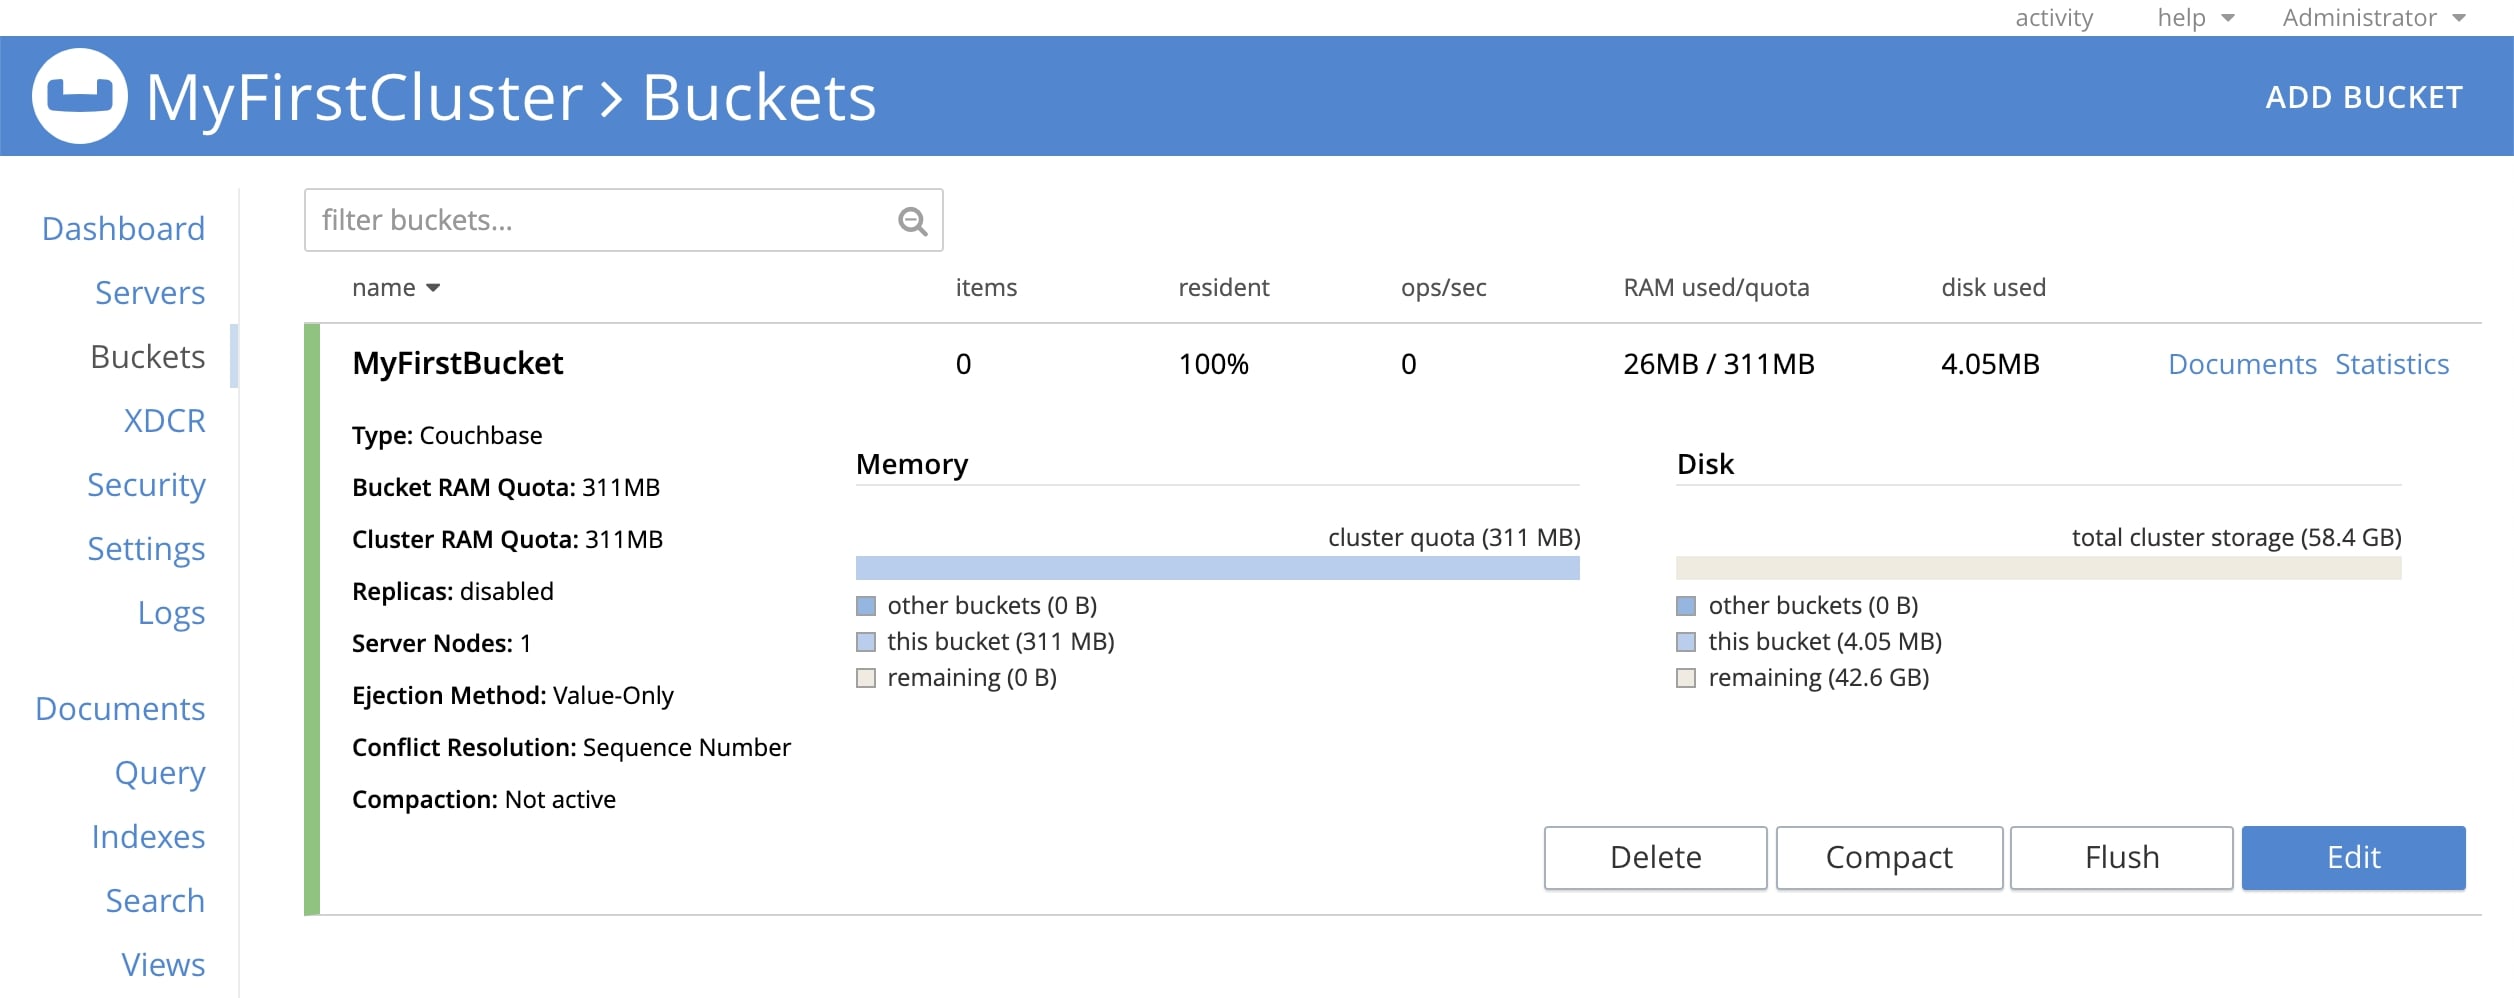 activity help Administrator
MyFirstCluster > Buckets
ADD BUCKET
Dashboard
Servers
Buckets
XDCR
Security
Settings
Logs
Documents
Query
Indexes
Search
Views
filter buckets...
name items resident ops/sec RAM used/quota disk used
MyFirstBucket 0 100% 0 26MB / 311MB 4.05MB Documents Statistics
Type: Couchbase
Bucket RAM Quota: 311MB
Cluster RAM Quota: 311MB
Replicas: disabled
Server Nodes: 1
Ejection Method: Value-Only
Conflict Resolution: Sequence Number
Compaction: Not active
Memory
cluster quota (311 MB)
other buckets (0 B)
this bucket (311 MB)
remaining (0 B)
Disk
total cluster storage (58.4 GB)
other buckets (0 B)
this bucket (4.05 MB)
remaining (42.6 GB)
Delete Compact Flush Edit